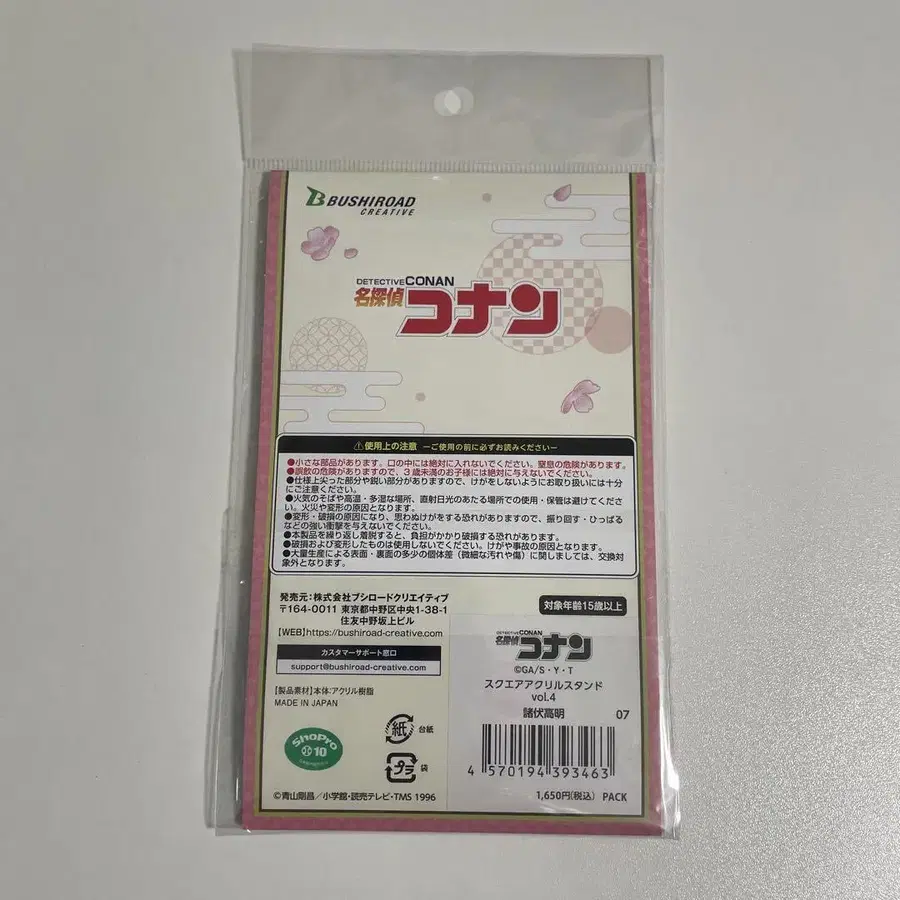 BUSHIROAD
CREATIVE
DETECTIVE CONAN
名探偵コナン
⚠使用上の注意 ーご使用の前に必ずお読みくださいー
●小さな部品があります。口の中には絶対に入れないでください。窒息の危険があります。
●誤飲の危険がありますので、3歳未満のお子様には絶対に与えないでください。
●仕様上尖った部分や鋭い部分がありますので、けがをしないようにお取り扱いには十分
にご注意ください。
●火気のそばや高温・多湿な場所、直射日光のあたる場所での使用・保管は避けてくださ
い。火災や変形の原因となります。
●変形・破損の原因になり、思わぬけがをする恐れがありますので、振り回す・ひっぱる
などの強い衝撃を与えないでください。
●本製品を繰り返し着脱すると、負担がかかり破損する恐れがあります。
●破損および変形したものは使用しないでください。けがや事故の原因となります。
●大量生産による表面・裏面の多少の個体差（微細な汚れや傷）に関しましては、交換対
象外となります。
発売元：株式会社ブシロードクリエイティブ
〒164-0011 東京都中野区中央1-38-1
住友中野坂上ビル
【WEB】https://bushiroad-creative.com
カスタマーサポート窓口
support@bushiroad-creative.com
対象年齢15歳以上
【製品素材】本体：アクリル樹脂
MADE IN JAPAN
ShoPro
10
紙 台紙
プラ 袋
©青山剛昌／小学館・読売テレビ・TMS 1996
DETECTIVE CONAN
名探偵コナン
©GA/S・Y・T
スクエアアクリルスタンド
vol.4
諸伏高明 07
4 570194 393463
1,650円(税込) PACK